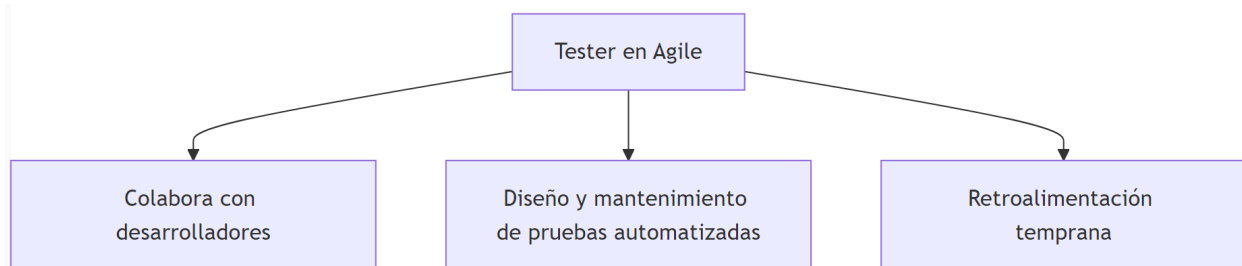 Tester en Agile
Colabora con
desarrolladores
Diseño y mantenimiento
de pruebas automatizadas
Retroalimentación
temprana